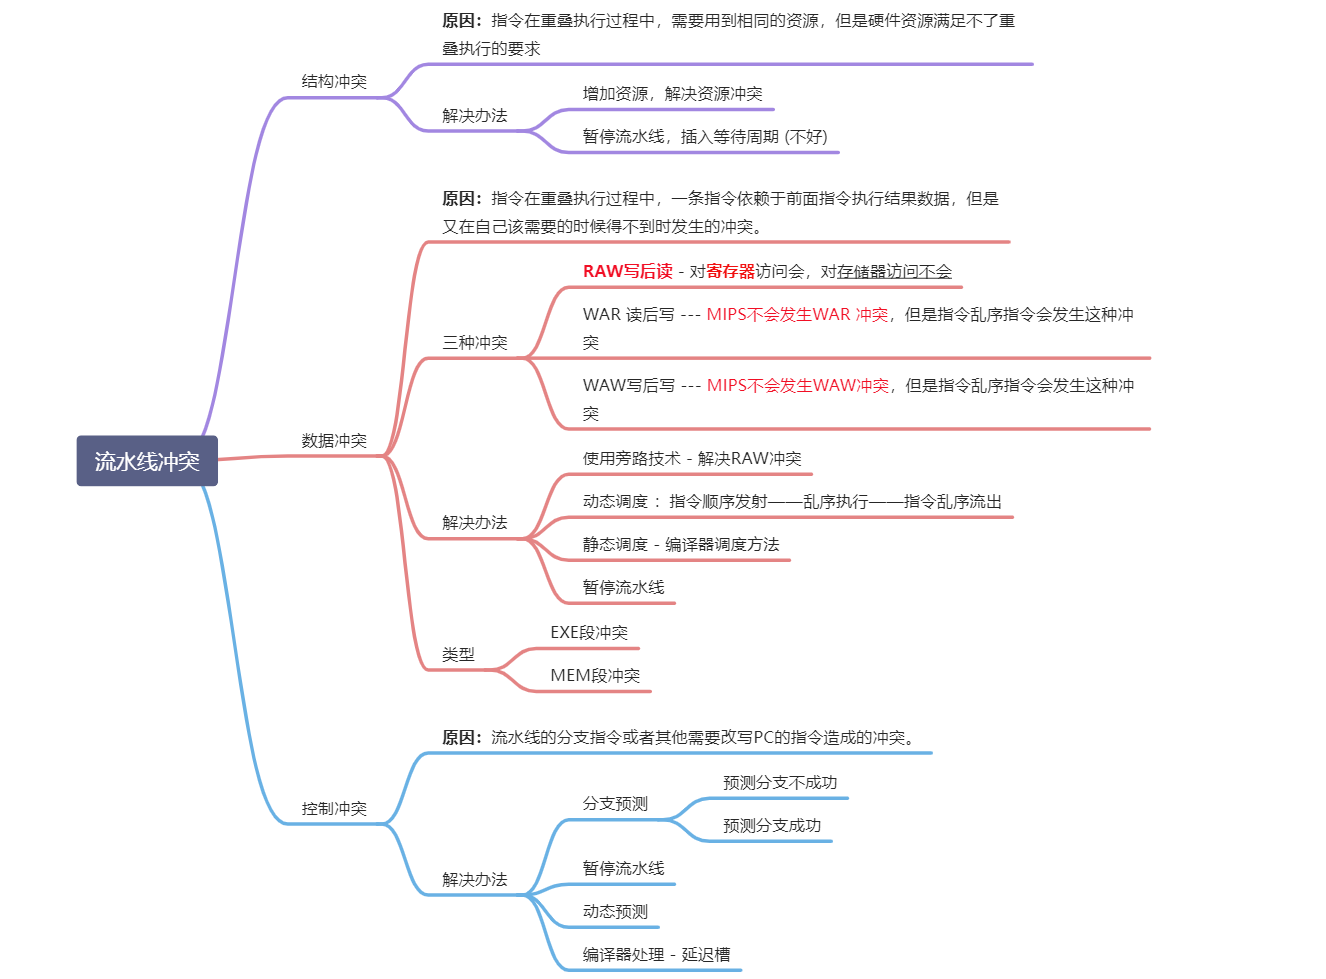 流水线冲突
结构冲突
原因：指令在重叠执行过程中，需要用到相同的资源，但是硬件资源满足不了重
叠执行的要求
解决办法
增加资源，解决资源冲突
暂停流水线，插入等待周期 (不好)
数据冲突
原因：指令在重叠执行过程中，一条指令依赖于前面指令执行结果数据，但是
又在自己该需要的时候得不到时发生的冲突。
三种冲突
RAW写后读 - 对寄存器访问会，对存储器访问不会
WAR 读后写 --- MIPS不会发生WAR 冲突，但是指令乱序指令会发生这种冲
突
WAW写后写 --- MIPS不会发生WAW冲突，但是指令乱序指令会发生这种冲
突
解决办法
使用旁路技术 - 解决RAW冲突
动态调度 ：指令顺序发射——乱序执行——指令乱序流出
静态调度 - 编译器调度方法
暂停流水线
类型
EXE段冲突
MEM段冲突
控制冲突
原因：流水线的分支指令或者其他需要改写PC的指令造成的冲突。
解决办法
分支预测
预测分支不成功
预测分支成功
暂停流水线
动态预测
编译器处理 - 延迟槽